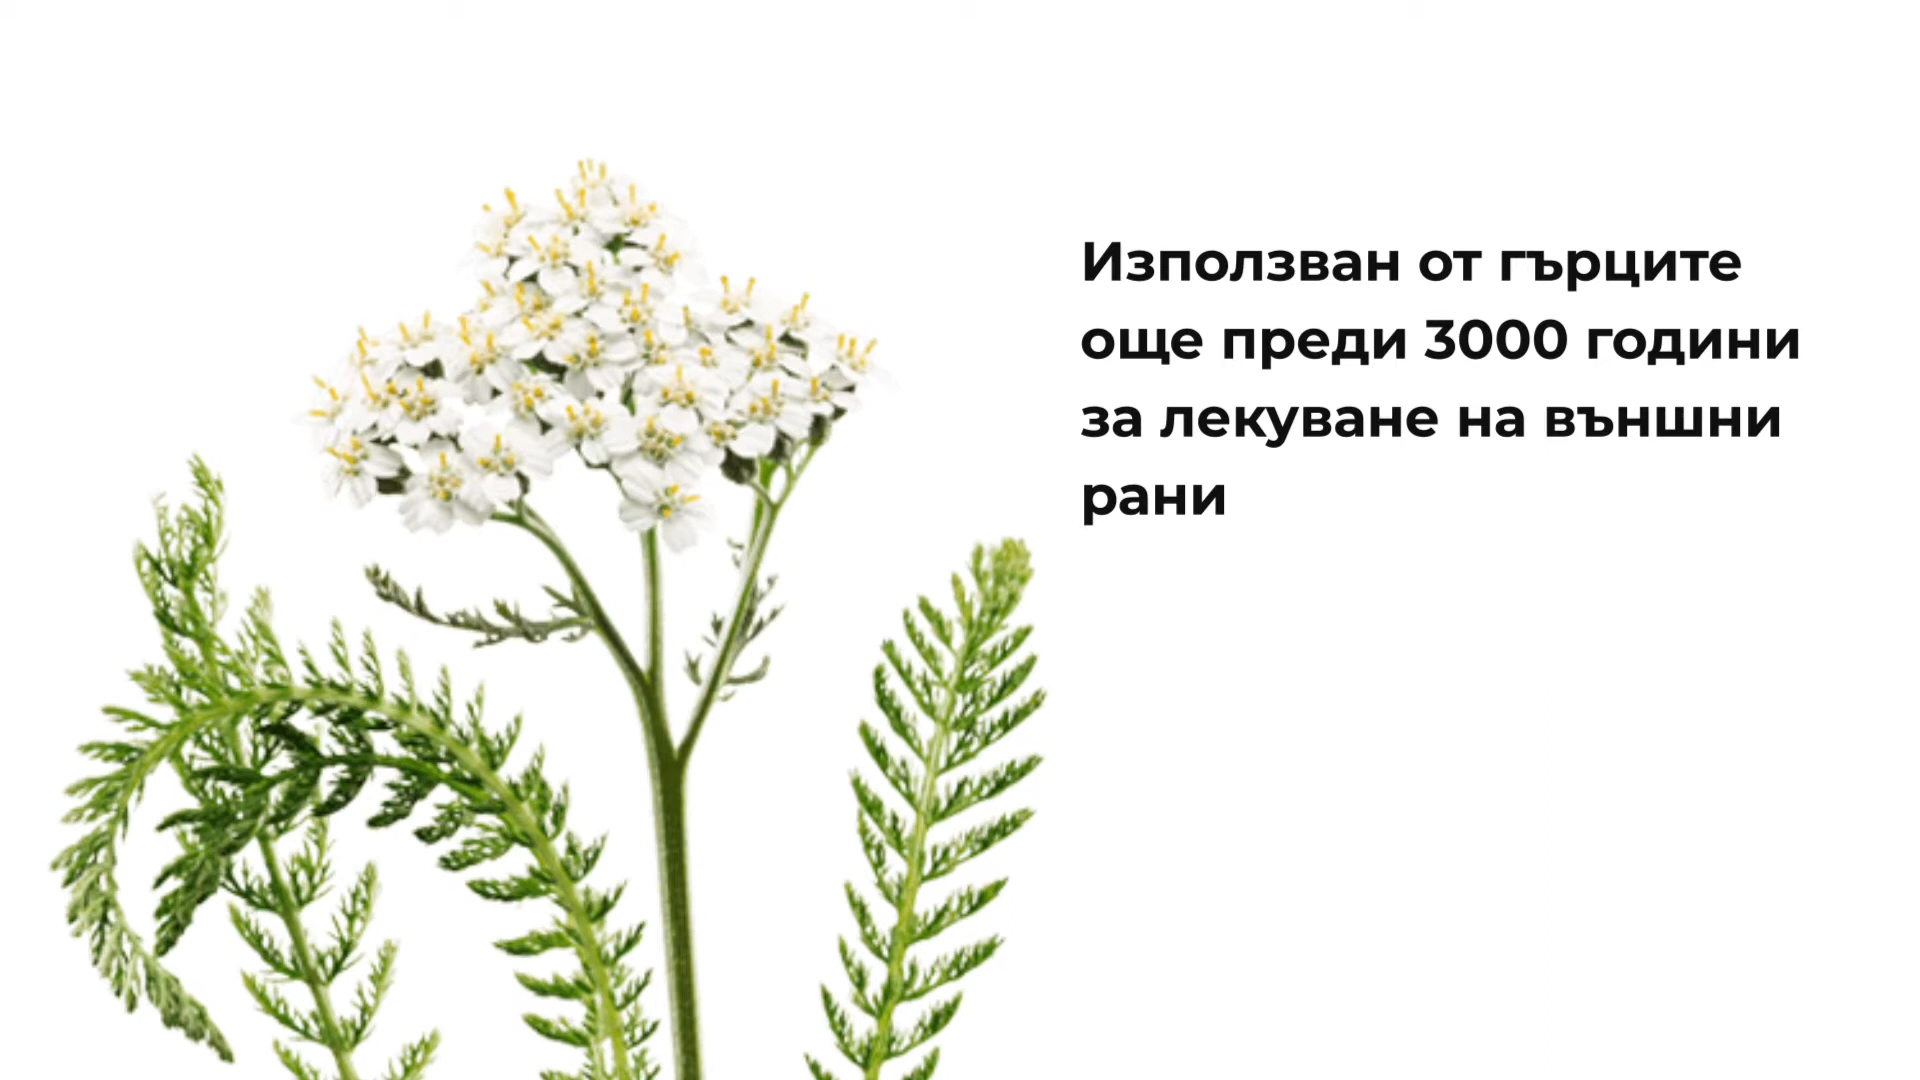 Използван от гърците
още преди 3000 години
за лекуване на външни
рани